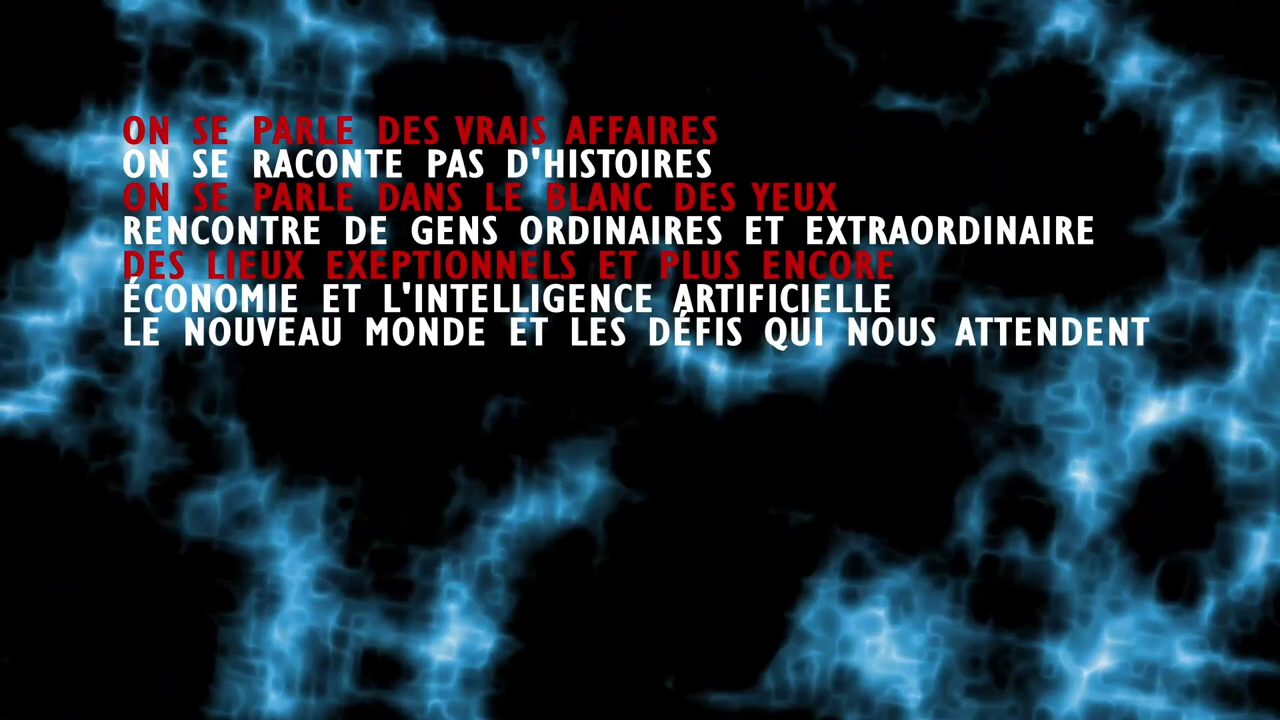 ON SE PARLE DES VRAIS AFFAIRES
ON SE RACONTE PAS D'HISTOIRES
ON SE PARLE DANS LE BLANC DES YEUX
RENCONTRE DE GENS ORDINAIRES ET EXTRAORDINAIRE
DES LIEUX EXEPTIONNELS ET PLUS ENCORE
ÉCONOMIE ET L'INTELLIGENCE ARTIFICIELLE
LE NOUVEAU MONDE ET LES DÉFIS QUI NOUS ATTENDENT